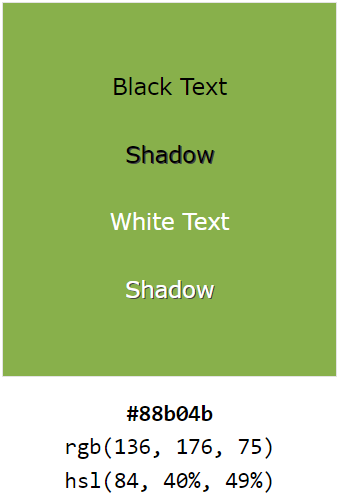 Black Text
Shadow
White Text
Shadow
#88b04b
rgb(136, 176, 75)
hsl(84, 40%, 49%)